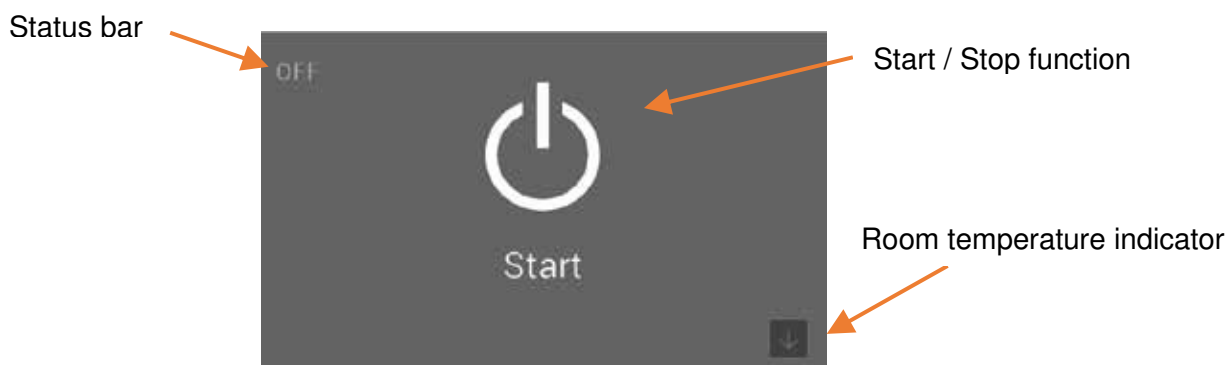 Status bar
OFF
Start / Stop function
Start
Room temperature indicator